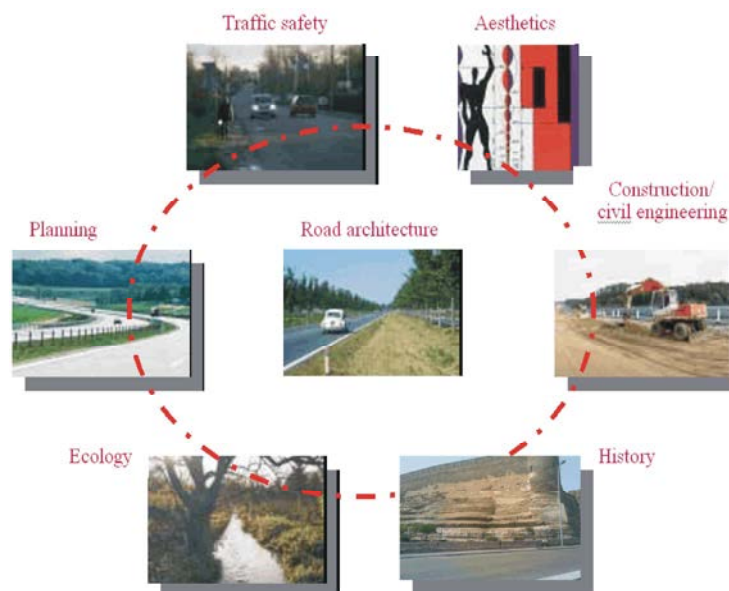 Traffic safety
Aesthetics
Construction/
civil engineering
Planning
Road architecture
Ecology
History